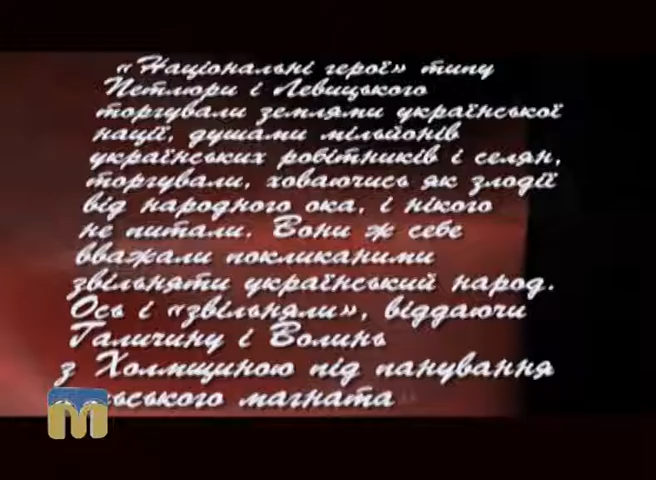 «Національні герої» типу
Петлюри і Левицького
торгували землями української
нації, душами мільйонів
українських робітників і селян,
торгували, ховаючись як злодії
від народного ока, і нікого
не питали. Вони ж себе
вважали покликаними
звільняти український народ.
Ось і «звільняли», віддаючи
Галичину і Волинь
з Холмщиною під панування
магната